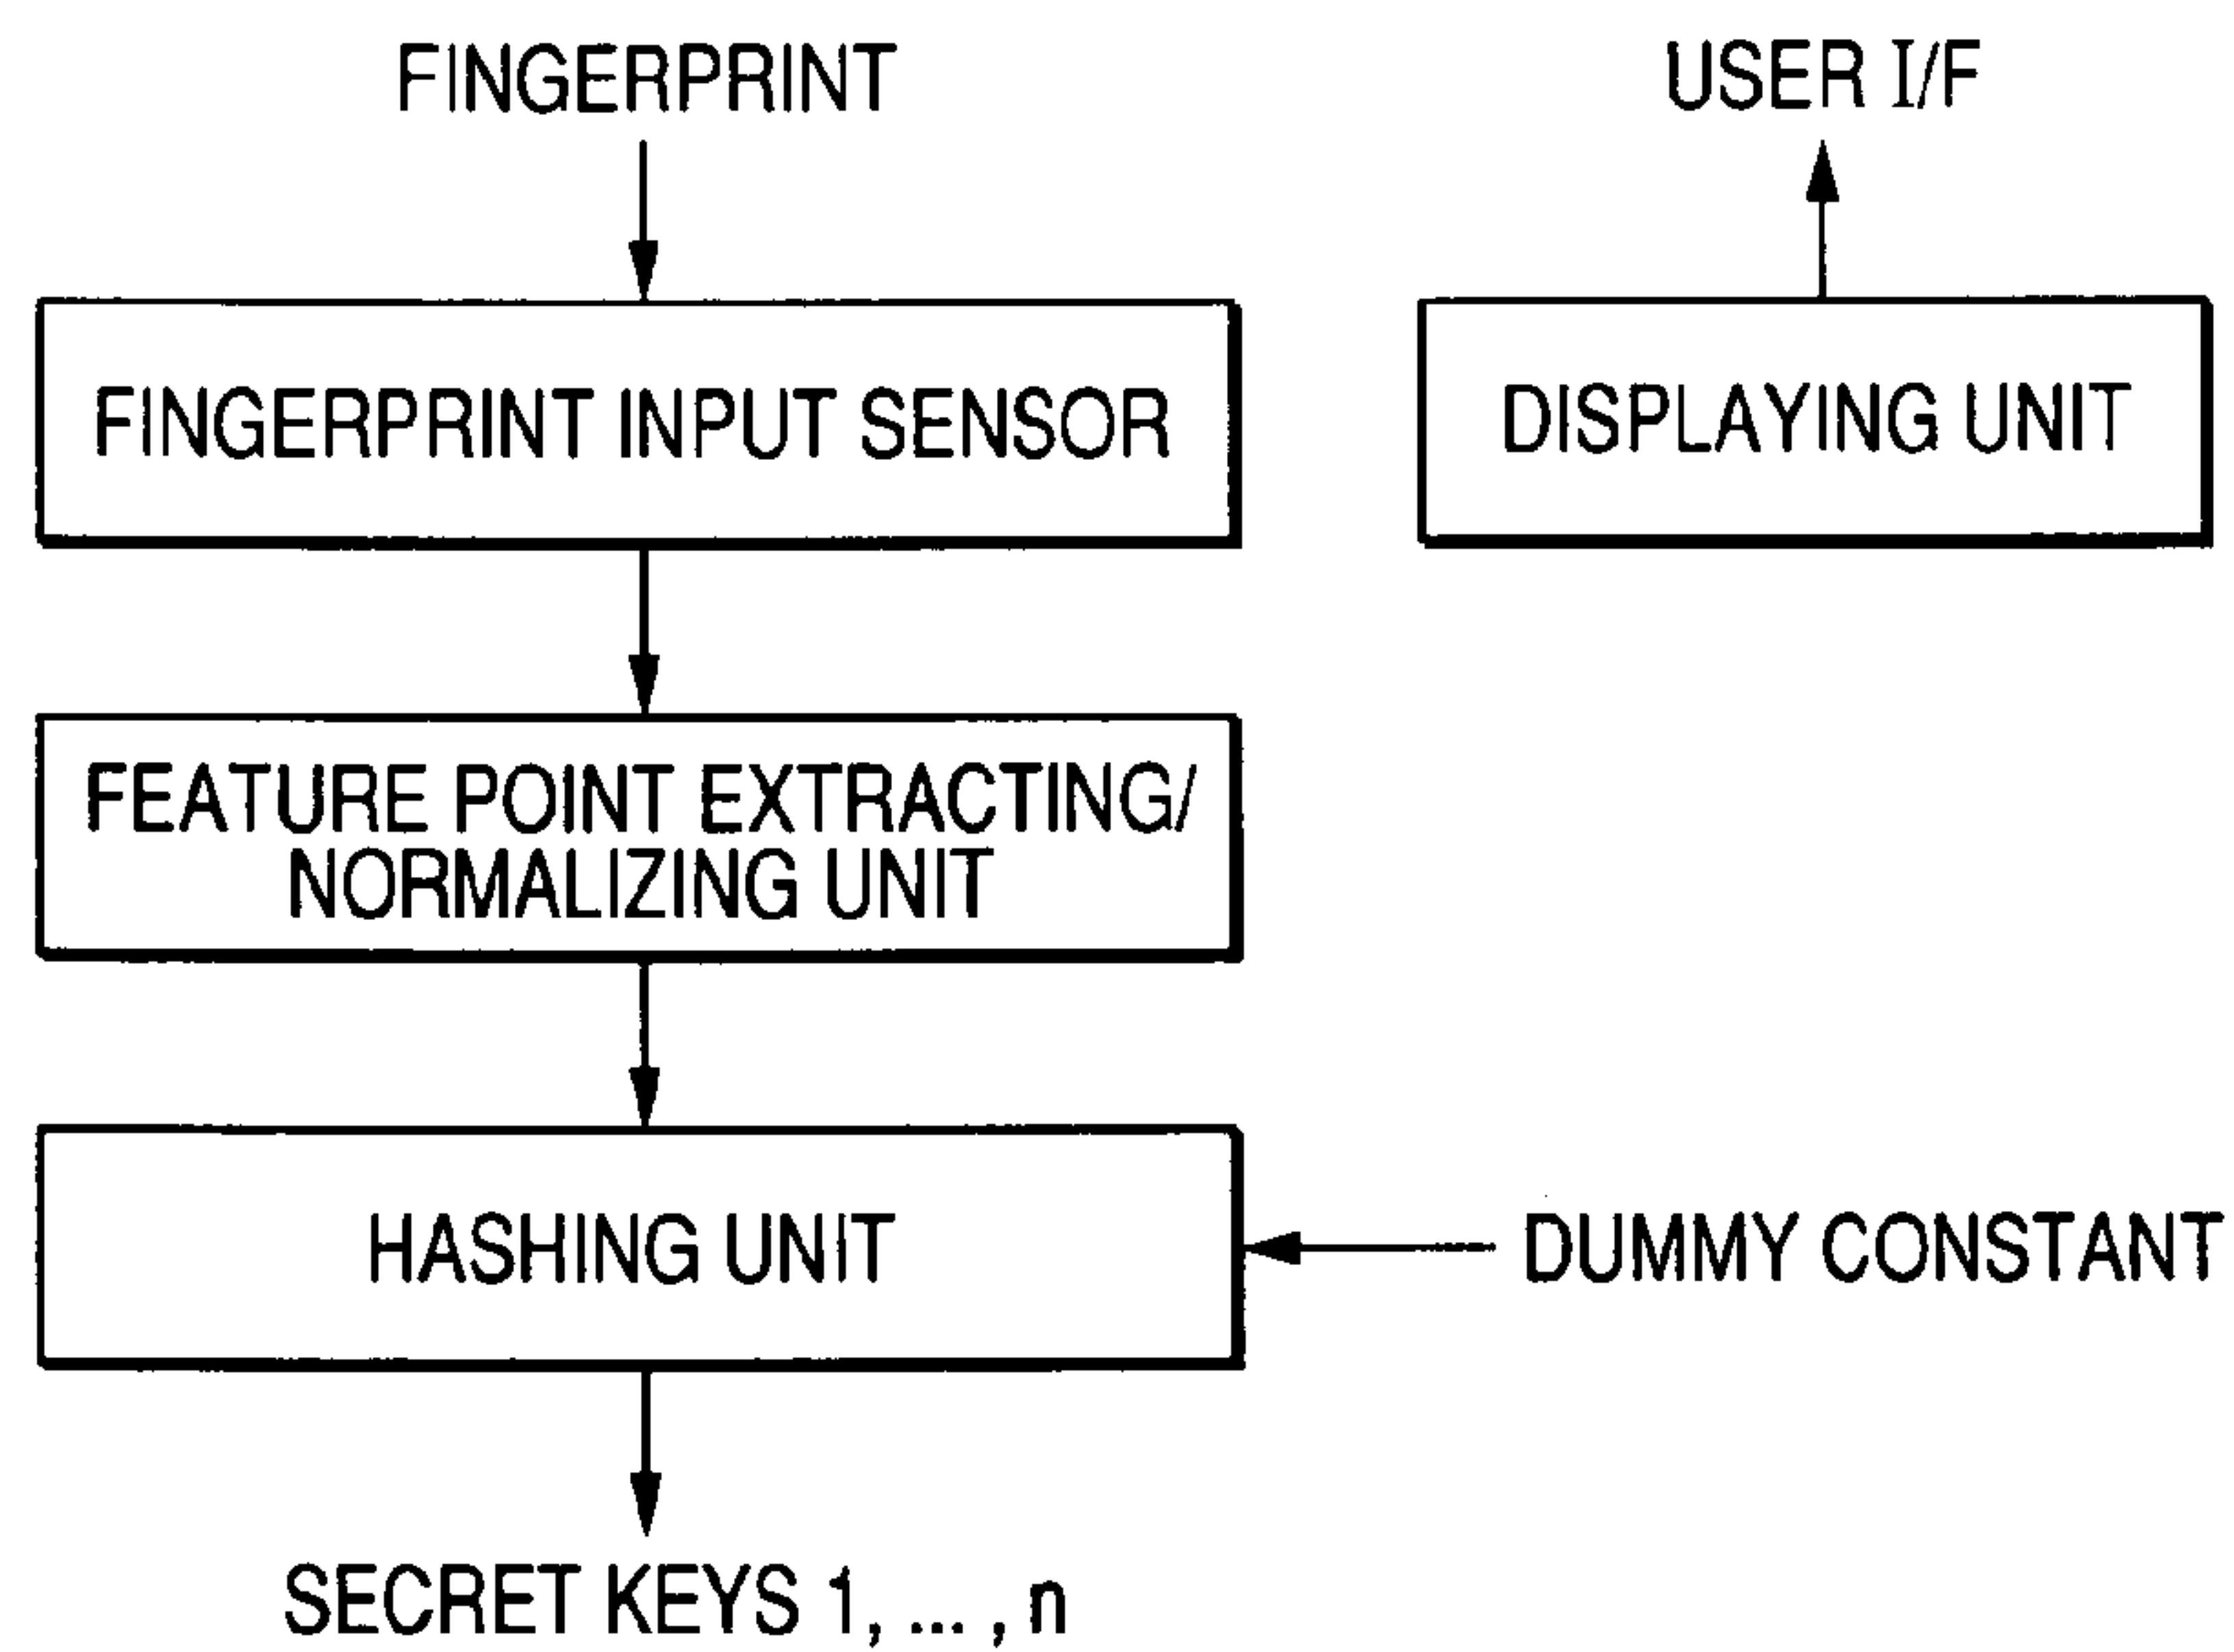 FINGERPRINT
USER I/F
FINGERPRINT INPUT SENSOR
DISPLAYING UNIT
FEATURE POINT EXTRACTING/
NORMALIZING UNIT
HASHING UNIT
DUMMY CONSTANT
SECRET KEYS 1, ... , n